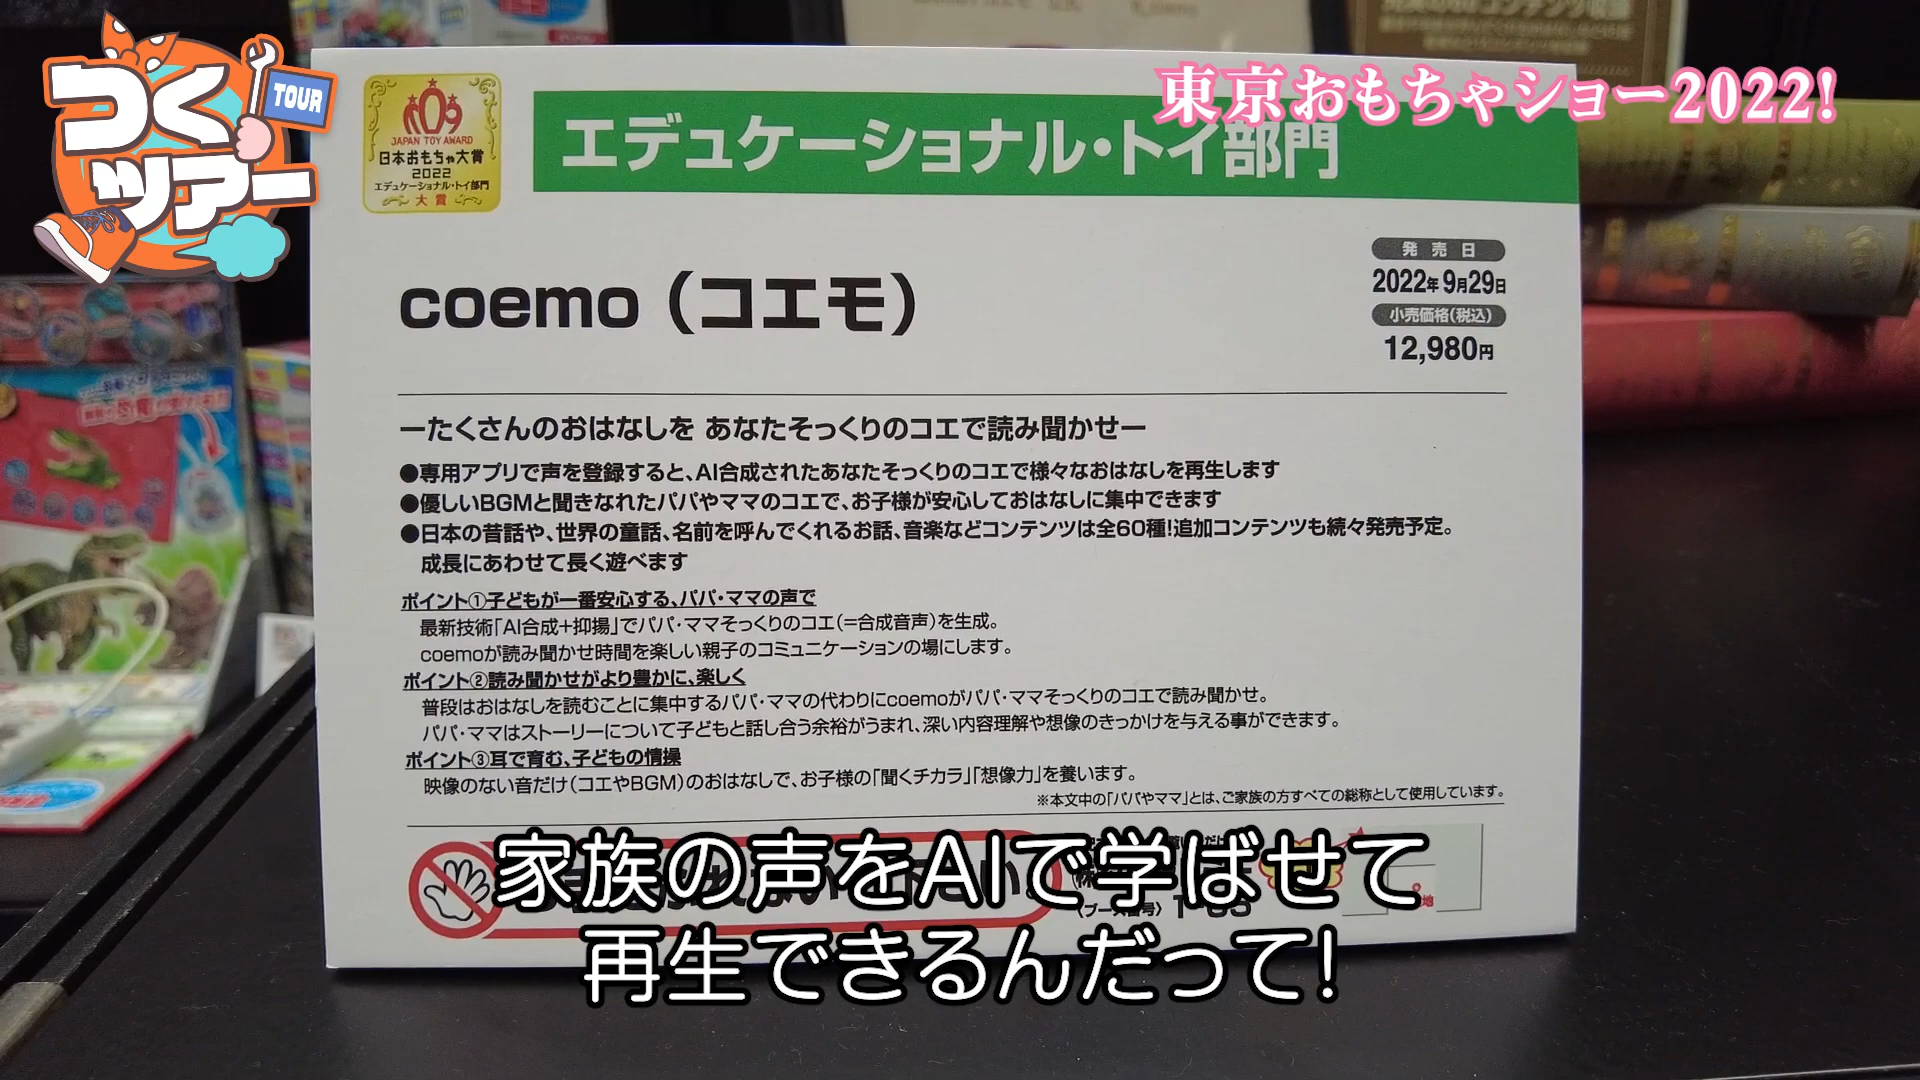 つくツアー
TOUR
東京おもちゃショー2022!
JAPAN TOY AWARD
日本おもちゃ大賞
2022
エデュケーショナル・トイ部門
大賞
エデュケーショナル・トイ部門
coemo（コエモ）
発売日
2022年9月29日
小売価格(税込)
12,980円
ーたくさんのおはなしを あなたそっくりのコエで読み聞かせー
●専用アプリで声を登録すると、AI合成されたあなたそっくりのコエで様々なおはなしを再生します
●優しいBGMと聞きなれたパパやママのコエで、お子様が安心しておはなしに集中できます
●日本の昔話や、世界の童話、名前を呼んでくれるお話、音楽などコンテンツは全60種！追加コンテンツも続々発売予定。
成長にあわせて長く遊べます
ポイント①子どもが一番安心する、パパ・ママの声で
最新技術「AI合成+抑揚」でパパ・ママそっくりのコエ(=合成音声)を生成。
coemoが読み聞かせ時間を楽しい親子のコミュニケーションの場にします。
ポイント②読み聞かせがより豊かに、楽しく
普段はおはなしを読むことに集中するパパ・ママの代わりにcoemoがパパ・ママそっくりのコエで読み聞かせ。
パパ・ママはストーリーについて子どもと話し合う余裕がうまれ、深い内容理解や想像のきっかけを与える事ができます。
ポイント③耳で育む、子どもの情操
映像のない音だけ(コエやBGM)のおはなしで、お子様の「聞くチカラ」「想像力」を養います。
※本文中の「パパやママ」とは、ご家族の方すべての総称として使用しています。
家族の声をAIで学ばせて
再生できるんだって！